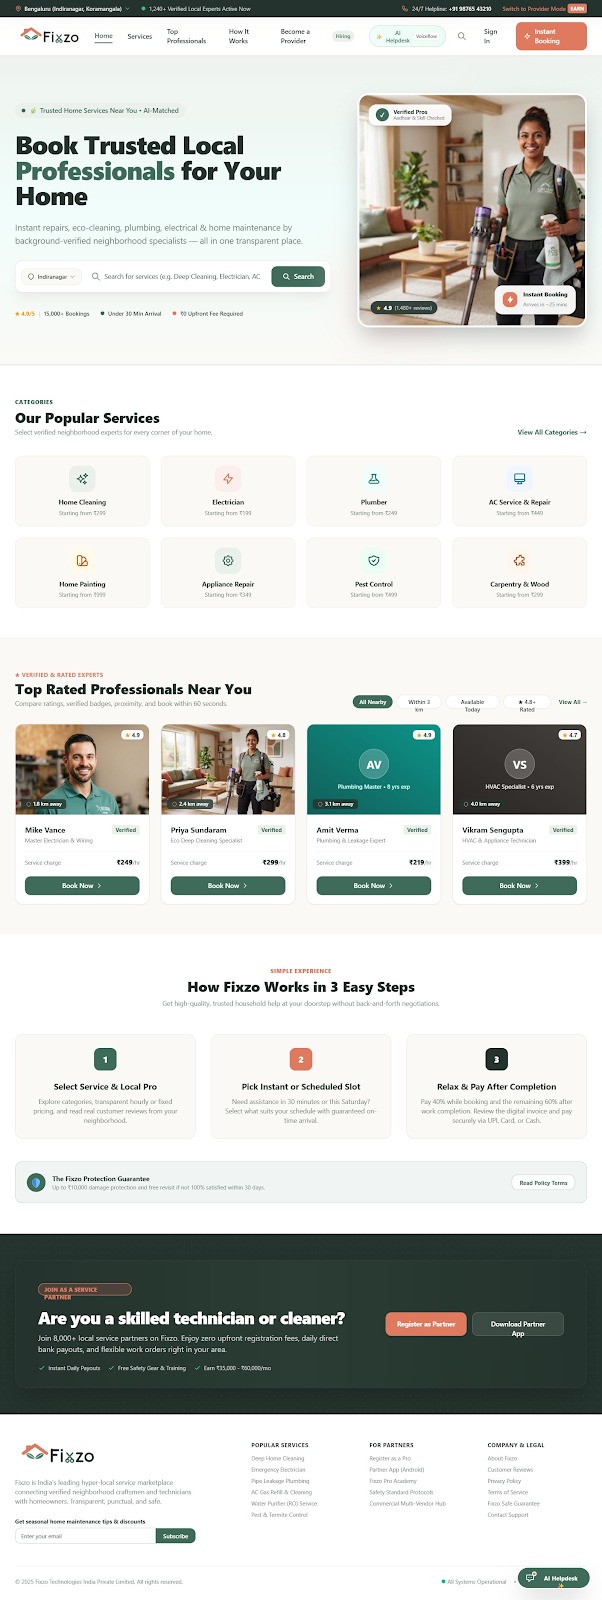 Bengaluru (Indiranagar, Koramangala)
1,240+ Verified Local Experts Active Now
24/7 Helpline: +91 98765 43210
Switch to Provider Mode EARN
Fixzo
Home
Services
Top
Professionals
How It
Works
Become a
Provider
Hiring
AI
Helpdesk
Voiceflow
Sign
In
Instant
Booking
Trusted Home Services Near You • AI-Matched
Book Trusted Local
Professionals for Your
Home
Instant repairs, eco-cleaning, plumbing, electrical & home maintenance by
background-verified neighborhood specialists — all in one transparent place.
Indiranagar
Search for services (e.g. Deep Cleaning, Electrician, AC
Search
★ 4.9/5 | 15,000+ Bookings
Under 30 Min Arrival
₹0 Upfront Fee Required
Verified Pros
Aadhaar & Skill Checked
★ 4.9 (1,480+ reviews)
Instant Booking
Arrives in ~25 mins
CATEGORIES
Our Popular Services
Select verified neighborhood experts for every corner of your home.
View All Categories →
Home Cleaning
Starting from ₹299
Electrician
Starting from ₹199
Plumber
Starting from ₹249
AC Service & Repair
Starting from ₹449
Home Painting
Starting from ₹999
Appliance Repair
Starting from ₹349
Pest Control
Starting from ₹499
Carpentry & Wood
Starting from ₹299
★ VERIFIED & RATED EXPERTS
Top Rated Professionals Near You
Compare ratings, verified badges, proximity, and book within 60 seconds.
All Nearby
Within 3
km
Available
Today
★ 4.8+
Rated
View All →
★ 4.9
1.8 km away
Mike Vance
Verified
Master Electrician & Wiring
Service charge
₹249/hr
Book Now
★ 4.8
2.4 km away
Priya Sundaram
Verified
Eco Deep Cleaning Specialist
Service charge
₹299/hr
Book Now
★ 4.9
AV
Plumbing Master • 8 yrs exp
3.1 km away
Amit Verma
Verified
Plumbing & Leakage Expert
Service charge
₹219/hr
Book Now
★ 4.7
VS
HVAC Specialist • 6 yrs exp
4.0 km away
Vikram Sengupta
Verified
HVAC & Appliance Technician
Service charge
₹399/hr
Book Now
SIMPLE EXPERIENCE
How Fixzo Works in 3 Easy Steps
Get high-quality, trusted household help at your doorstep without back-and-forth negotiations.
1
Select Service & Local Pro
Explore categories, transparent hourly or fixed
pricing, and read real customer reviews from your
neighborhood.
2
Pick Instant or Scheduled Slot
Need assistance in 30 minutes or this Saturday?
Select what suits your schedule with guaranteed on-
time arrival.
3
Relax & Pay After Completion
Pay 40% while booking and the remaining 60% after
work completion. Review the digital invoice and pay
securely via UPI, Card, or Cash.
The Fixzo Protection Guarantee
Up to ₹10,000 damage protection and free revisit if not 100% satisfied within 30 days.
Read Policy Terms
JOIN AS A SERVICE
PARTNER
Are you a skilled technician or cleaner?
Join 8,000+ local service partners on Fixzo. Enjoy zero upfront registration fees, daily direct
bank payouts, and flexible work orders right in your area.
Instant Daily Payouts
Free Safety Gear & Training
Earn ₹35,000 - ₹60,000/mo
Register as Partner
Download Partner
App
Fixzo
Fixzo is India's leading hyper-local service marketplace
connecting verified neighborhood craftsmen and technicians
with homeowners. Transparent, punctual, and safe.
Get seasonal home maintenance tips & discounts
Enter your email
Subscribe
POPULAR SERVICES
Deep Home Cleaning
Emergency Electrician
Pipe Leakage Plumbing
AC Gas Refill & Cleaning
Water Purifier (RO) Service
Pest & Termite Control
FOR PARTNERS
Register as a Pro
Partner App (Android)
Fixzo Pro Academy
Safety Standard Protocols
Commercial Multi-Vendor Hub
COMPANY & LEGAL
About Fixzo
Customer Reviews
Privacy Policy
Terms of Service
Fixzo Safe Guarantee
Contact Support
© 2025 Fixzo Technologies India Private Limited. All rights reserved.
All Systems Operational •
AI Helpdesk